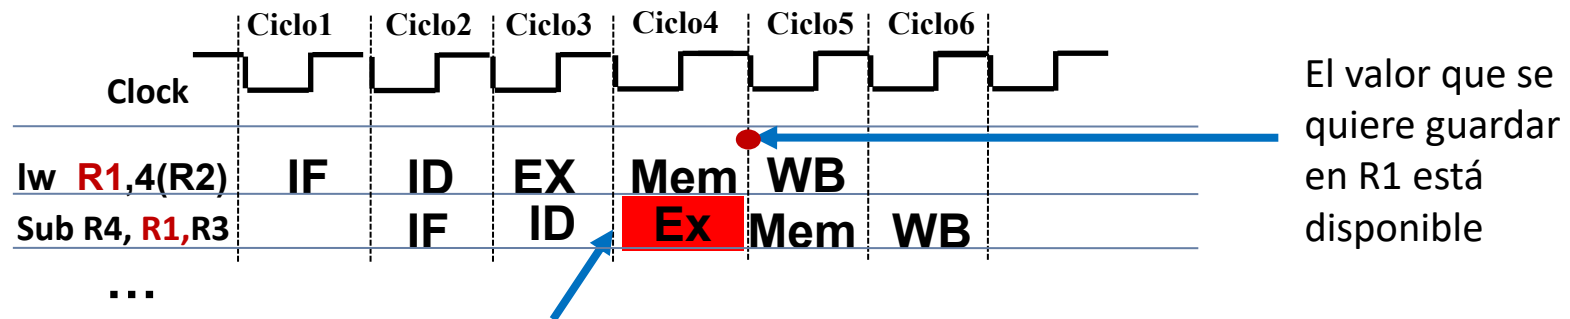 Ciclo1 Ciclo2 Ciclo3 Ciclo4 Ciclo5 Ciclo6
Clock
El valor que se
quiere guardar
en R1 está
disponible
lw R1,4(R2) IF ID EX Mem WB
Sub R4, R1,R3 IF ID Ex Mem WB
...